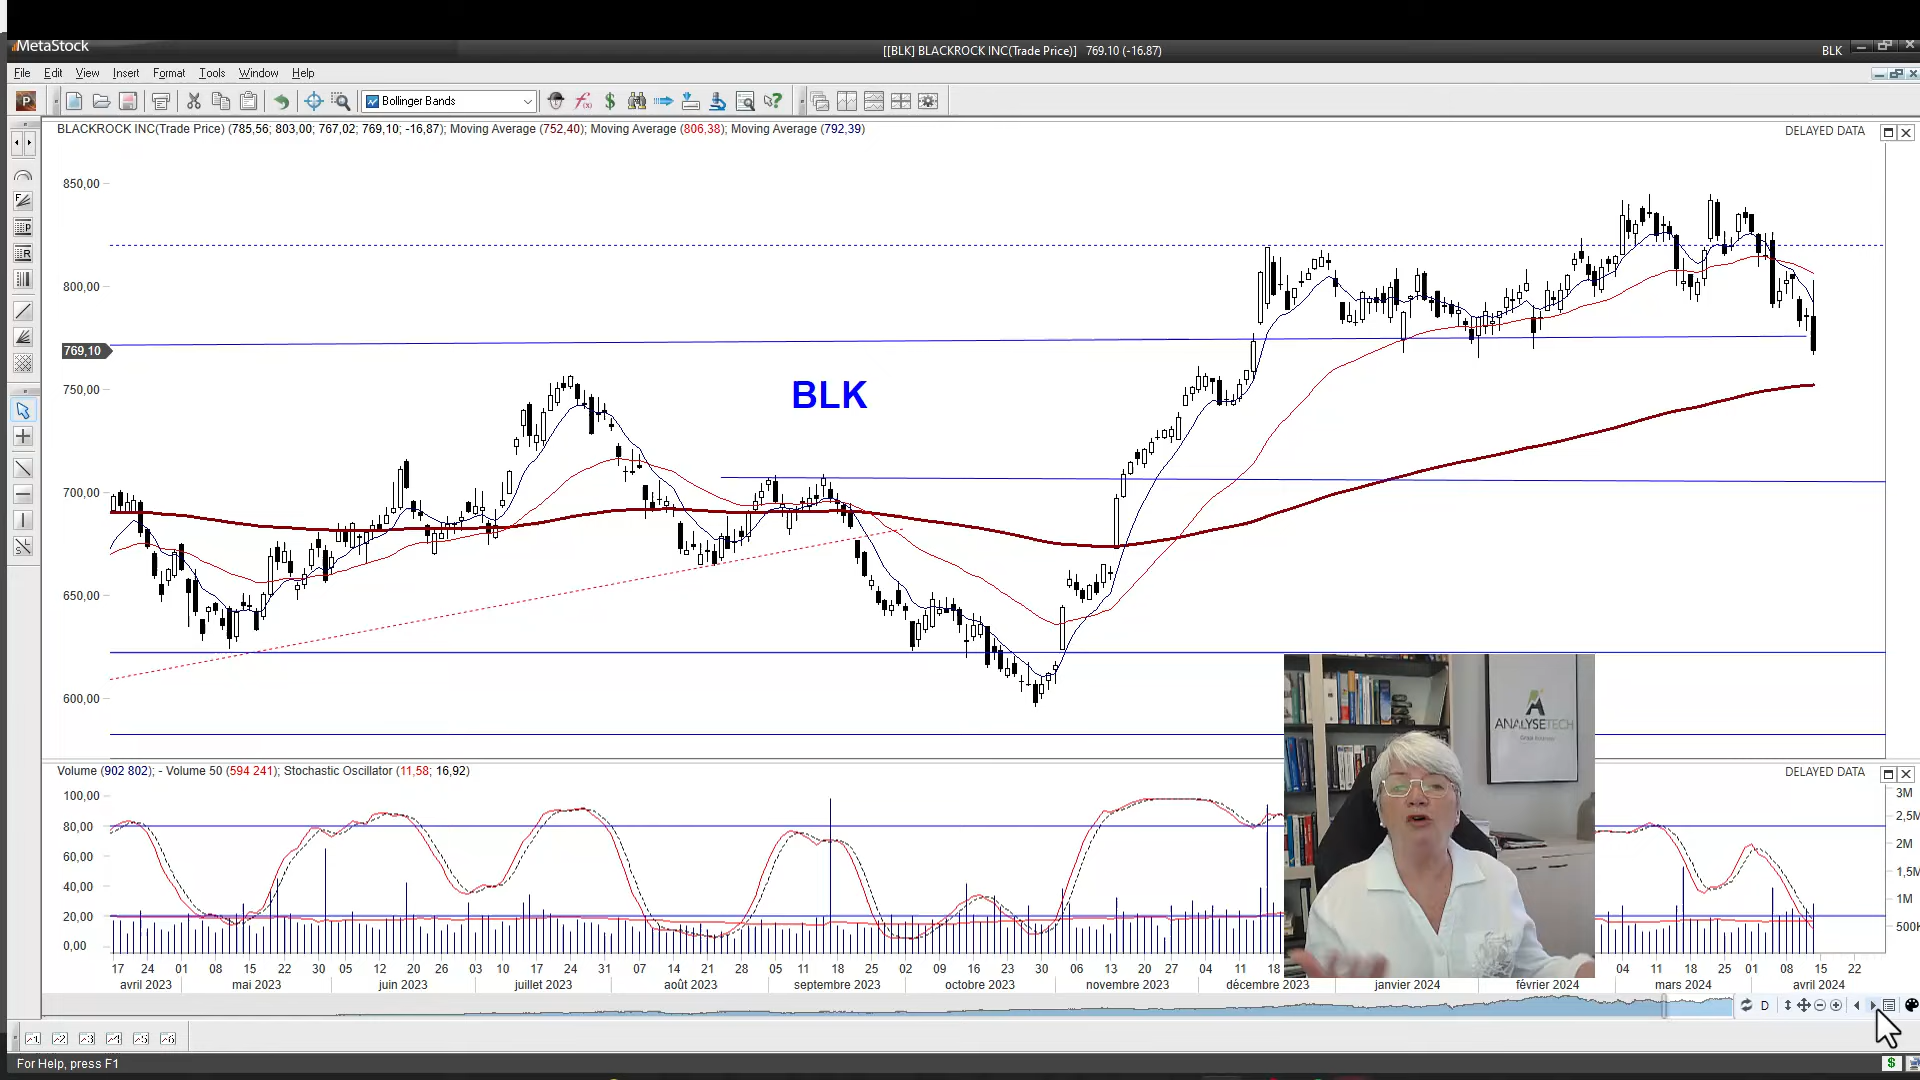 MetaStock
[[BLK] BLACKROCK INC(Trade Price)] 769.10 (-16.87)
BLK
File Edit View Insert Format Tools Window Help
Bollinger Bands
BLACKROCK INC(Trade Price) (785,56; 803,00; 767,02; 769,10; -16,87); Moving Average (752,40); Moving Average (806,38); Moving Average (792,39)
DELAYED DATA
850,00
800,00
769,10
750,00
BLK
700,00
650,00
600,00
ANALYSETECH
Volume (902 802); - Volume 50 (594 241); Stochastic Oscillator (11,58; 16,92)
DELAYED DATA
100,00
80,00
60,00
40,00
20,00
0,00
3M
2,5M
2M
1,5M
1M
500K
17 24 01 08 15 22 30 05 12 20 26 03 10 17 24 31 07 14 21 28 05 11 18 25 02 09 16 23 30 06 13 20 27 04 11 18 04 11 18 25 01 08 15 22
avril 2023 mai 2023 juin 2023 juillet 2023 août 2023 septembre 2023 octobre 2023 novembre 2023 décembre 2023 janvier 2024 février 2024 mars 2024 avril 2024
D
For Help, press F1